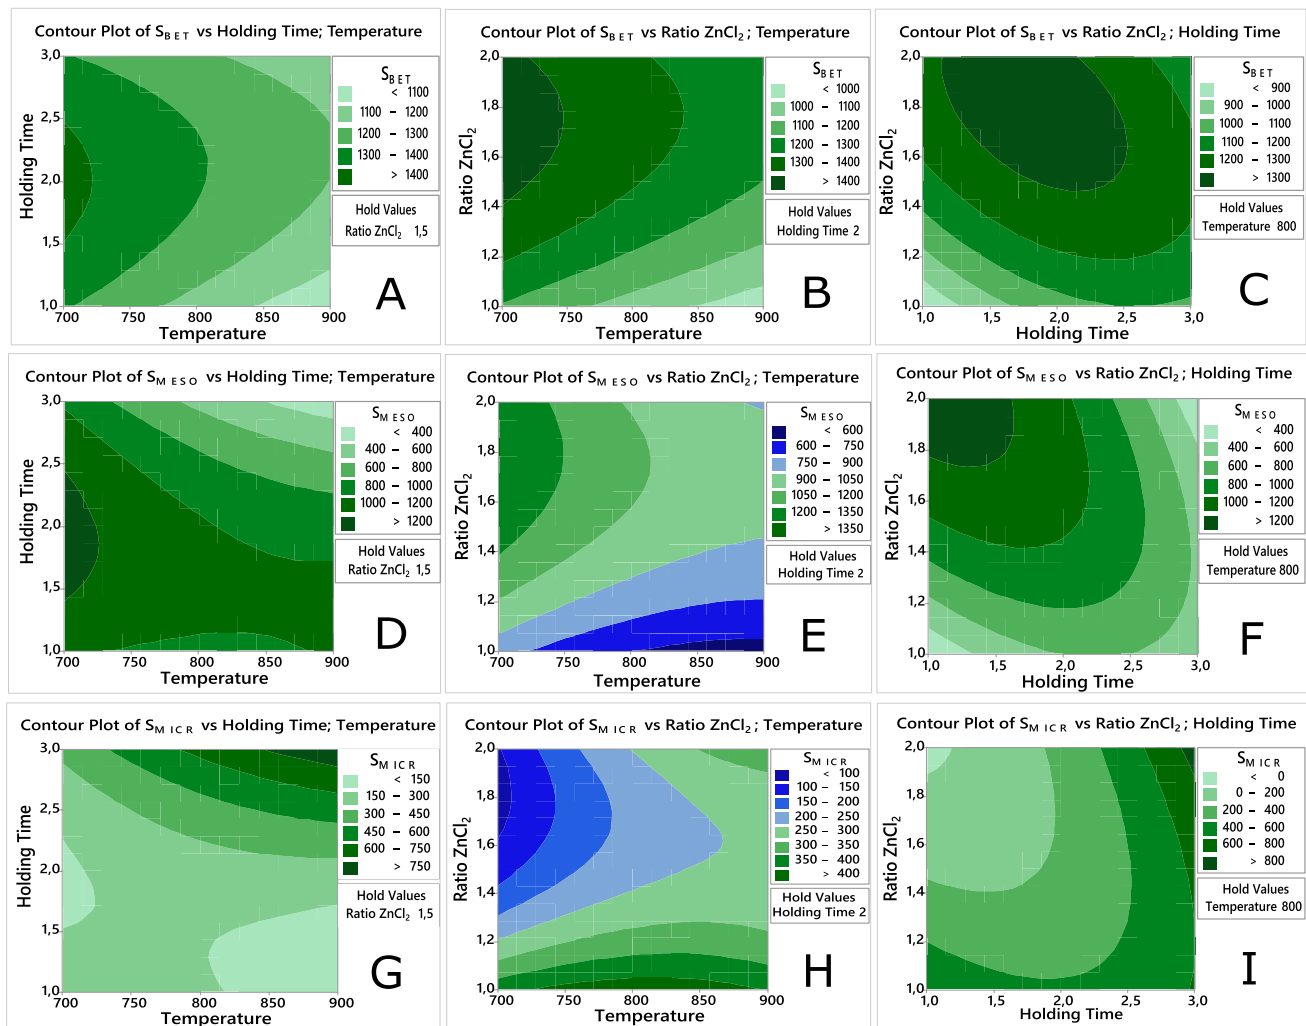 Contour Plot of SBET vs Holding Time; Temperature
3,0
2,5
2,0
1,5
1,0
Holding Time
700 750 800 850 900
Temperature
SBET
< 1100
1100 – 1200
1200 – 1300
1300 – 1400
> 1400
Hold Values
Ratio ZnCl2 1,5
A
Contour Plot of SBET vs Ratio ZnCl2; Temperature
2,0
1,8
1,6
1,4
1,2
1,0
Ratio ZnCl2
700 750 800 850 900
Temperature
SBET
< 1000
1000 – 1100
1100 – 1200
1200 – 1300
1300 – 1400
> 1400
Hold Values
Holding Time 2
B
Contour Plot of SBET vs Ratio ZnCl2; Holding Time
2,0
1,8
1,6
1,4
1,2
1,0
Ratio ZnCl2
1,0 1,5 2,0 2,5 3,0
Holding Time
SBET
< 900
900 – 1000
1000 – 1100
1100 – 1200
1200 – 1300
> 1300
Hold Values
Temperature 800
C
Contour Plot of SMESO vs Holding Time; Temperature
3,0
2,5
2,0
1,5
1,0
Holding Time
700 750 800 850 900
Temperature
SMESO
< 400
400 – 600
600 – 800
800 – 1000
1000 – 1200
> 1200
Hold Values
Ratio ZnCl2 1,5
D
Contour Plot of SMESO vs Ratio ZnCl2; Temperature
2,0
1,8
1,6
1,4
1,2
1,0
Ratio ZnCl2
700 750 800 850 900
Temperature
SMESO
< 600
600 – 750
750 – 900
900 – 1050
1050 – 1200
1200 – 1350
> 1350
Hold Values
Holding Time 2
E
Contour Plot of SMESO vs Ratio ZnCl2; Holding Time
2,0
1,8
1,6
1,4
1,2
1,0
Ratio ZnCl2
1,0 1,5 2,0 2,5 3,0
Holding Time
SMESO
< 400
400 – 600
600 – 800
800 – 1000
1000 – 1200
> 1200
Hold Values
Temperature 800
F
Contour Plot of SMICR vs Holding Time; Temperature
3,0
2,5
2,0
1,5
1,0
Holding Time
700 750 800 850 900
Temperature
SMICR
< 150
150 – 300
300 – 450
450 – 600
600 – 750
> 750
Hold Values
Ratio ZnCl2 1,5
G
Contour Plot of SMICR vs Ratio ZnCl2; Temperature
2,0
1,8
1,6
1,4
1,2
1,0
Ratio ZnCl2
700 750 800 850 900
Temperature
SMICR
< 100
100 – 150
150 – 200
200 – 250
250 – 300
300 – 350
350 – 400
> 400
Hold Values
Holding Time 2
H
Contour Plot of SMICR vs Ratio ZnCl2; Holding Time
2,0
1,8
1,6
1,4
1,2
1,0
Ratio ZnCl2
1,0 1,5 2,0 2,5 3,0
Holding Time
SMICR
< 0
0 – 200
200 – 400
400 – 600
600 – 800
> 800
Hold Values
Temperature 800
I